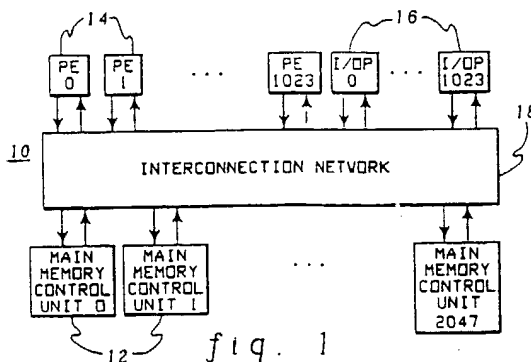 14
16
PE
0
PE
1
...
PE
1023
I/OP
0
...
I/OP
1023
18
10
INTERCONNECTION NETWORK
MAIN
MEMORY
CONTROL
UNIT 0
MAIN
MEMORY
CONTROL
UNIT 1
...
MAIN
MEMORY
CONTROL
UNIT
2047
12
fig. 1